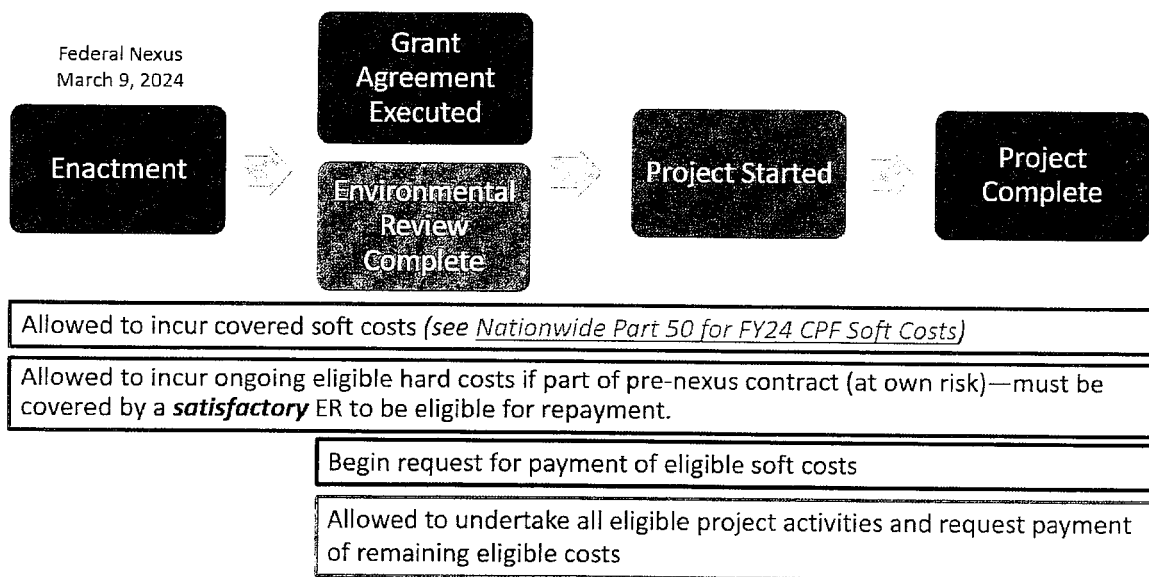 Federal Nexus
March 9, 2024
Enactment
Grant
Agreement
Executed
Environmental
Review
Complete
Project Started
Project
Complete
Allowed to incur covered soft costs (see Nationwide Part 50 for FY24 CPF Soft Costs)
Allowed to incur ongoing eligible hard costs if part of pre-nexus contract (at own risk)—must be
covered by a satisfactory ER to be eligible for repayment.
Begin request for payment of eligible soft costs
Allowed to undertake all eligible project activities and request payment
of remaining eligible costs